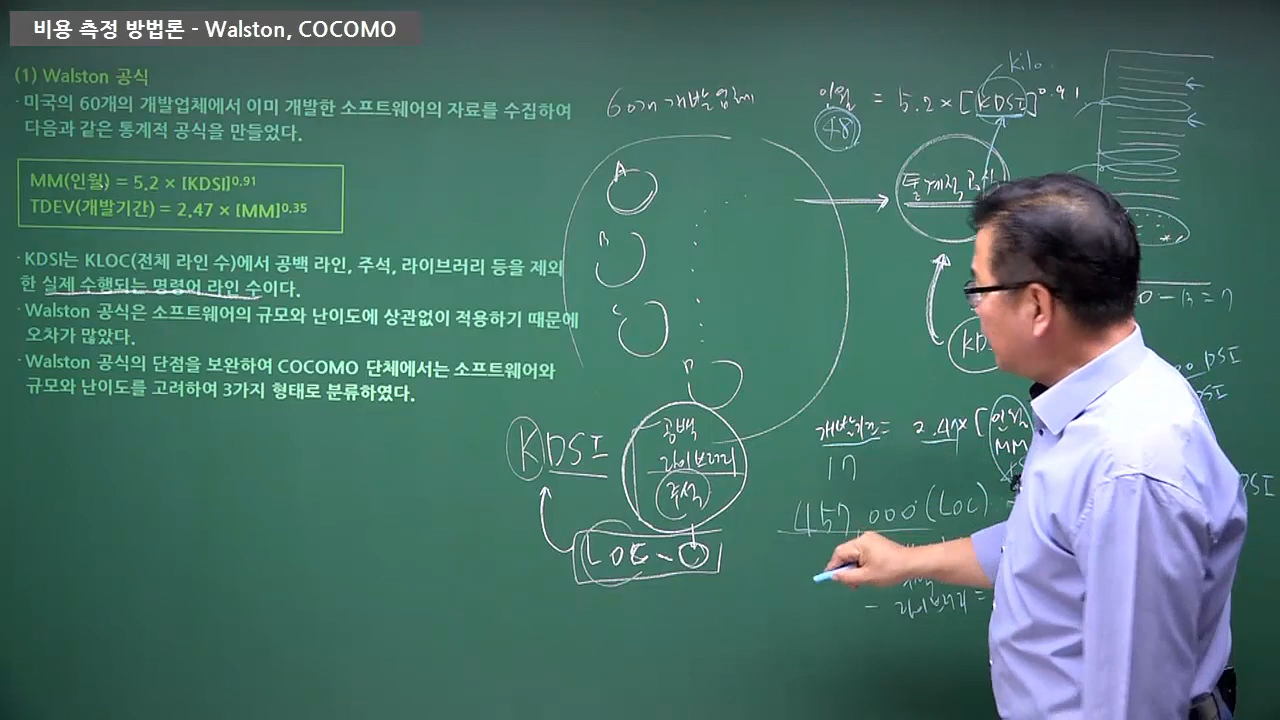 비용 측정 방법론 - Walston, COCOMO
(1) Walston 공식
· 미국의 60개의 개발업체에서 이미 개발한 소프트웨어의 자료를 수집하여
다음과 같은 통계적 공식을 만들었다.
MM(인월) = 5.2 × [KDSI]0.91
TDEV(개발기간) = 2.47 × [MM]0.35
· KDSI는 KLOC(전체 라인 수)에서 공백 라인, 주석, 라이브러리 등을 제외
한 실제 수행되는 명령어 라인 수이다.
· Walston 공식은 소프트웨어의 규모와 난이도에 상관없이 적용하기 때문에
오차가 많았다.
· Walston 공식의 단점을 보완하여 COCOMO 단체에서는 소프트웨어와
규모와 난이도를 고려하여 3가지 형태로 분류하였다.
60개 개발업체
A
B
C
D
KDSI
공백
라이브러리
주석
LOC -
Kilo
인월 = 5.2 × [KDSI]0.91
48
통계적 공식
개발기간 = 2.47 × [인월
MM
17
457,000 (LOC)
- 라이브러리 =
- 13 = 7
DSI